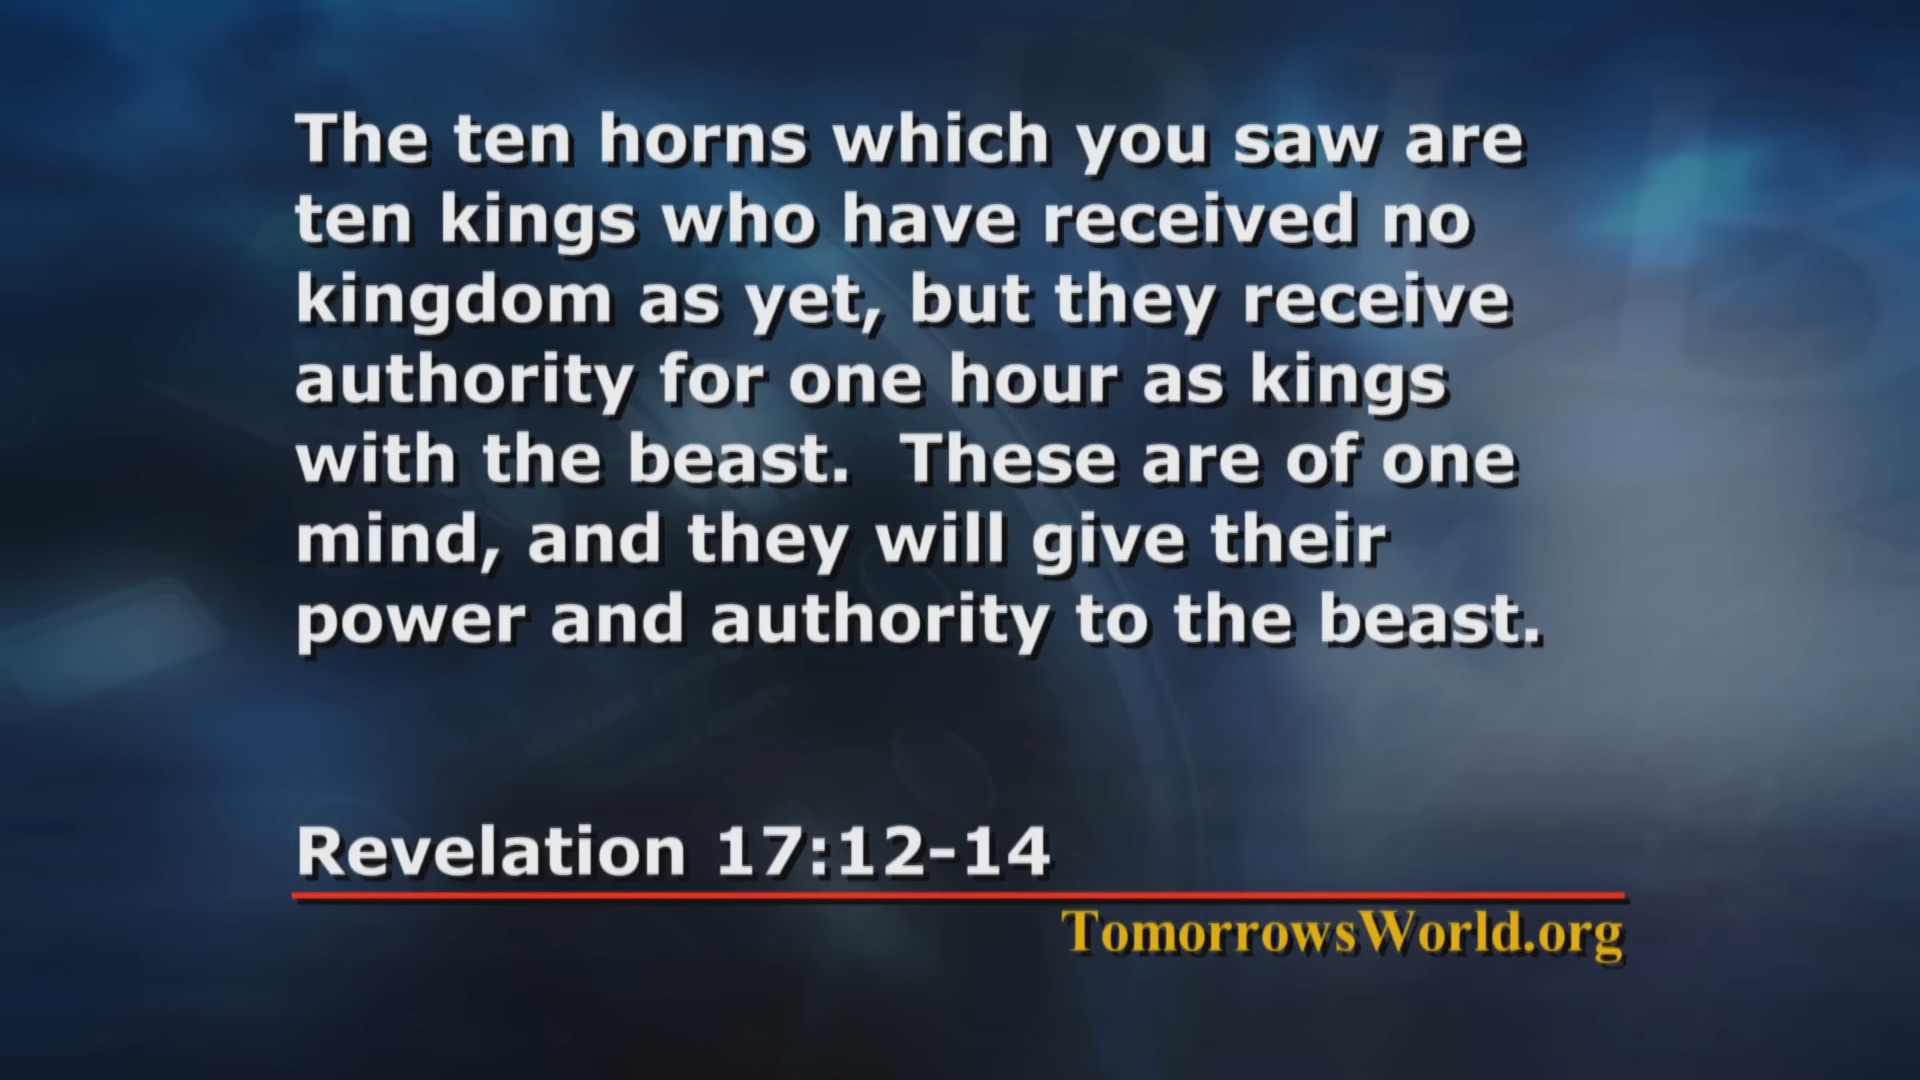 The ten horns which you saw are
ten kings who have received no
kingdom as yet, but they receive
authority for one hour as kings
with the beast.  These are of one
mind, and they will give their
power and authority to the beast.
Revelation 17:12-14
TomorrowsWorld.org